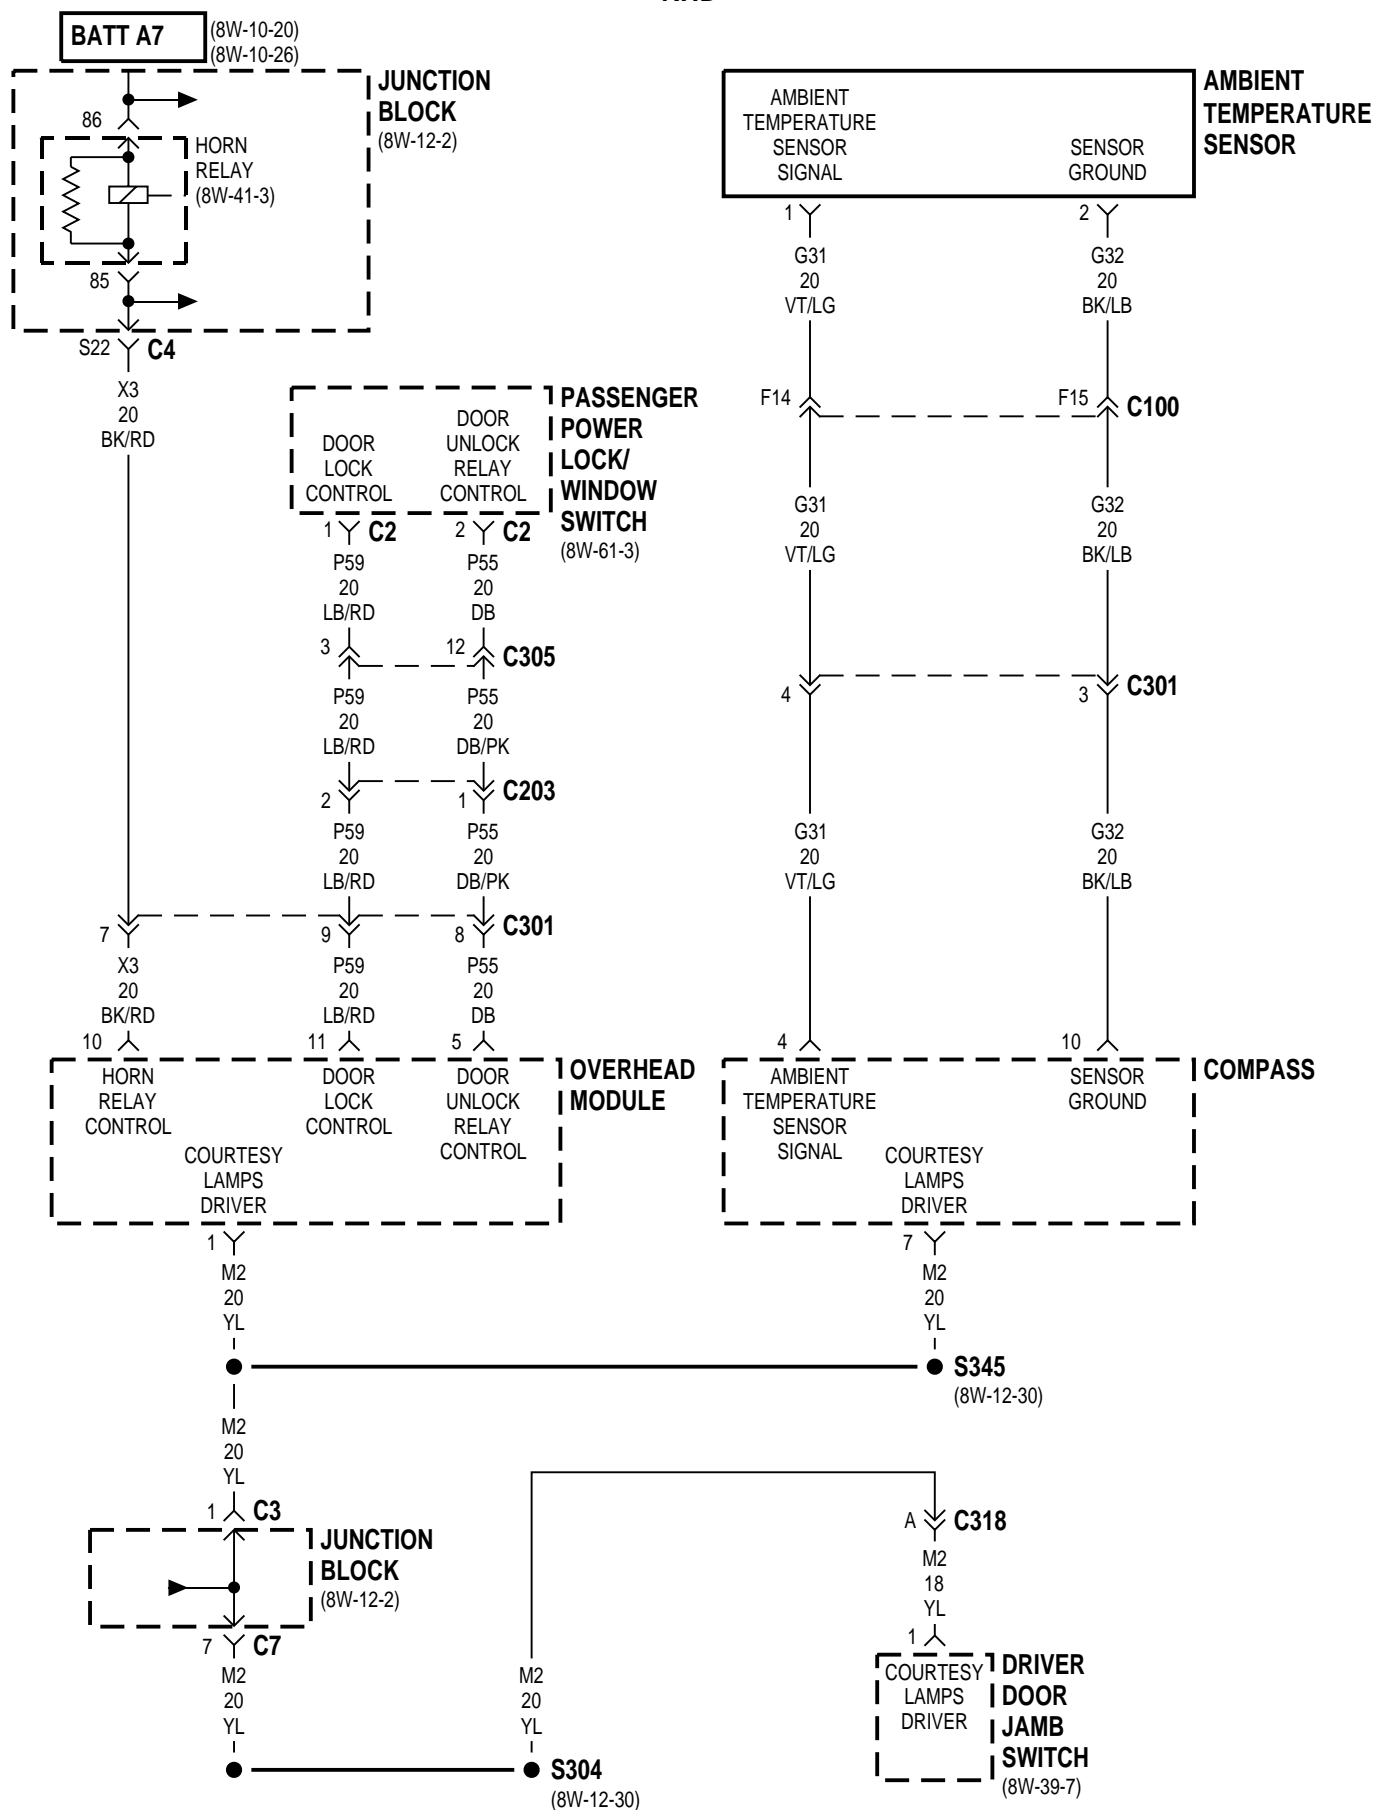 BATT A7
(8W-10-20)
(8W-10-26)
JUNCTION
BLOCK
(8W-12-2)
86
HORN
RELAY
(8W-41-3)
85
S22
C4
X3
20
BK/RD
PASSENGER
POWER
LOCK/
WINDOW
SWITCH
(8W-61-3)
DOOR
LOCK
CONTROL
DOOR
UNLOCK
RELAY
CONTROL
1
C2
2
C2
P59
20
LB/RD
P55
20
DB
3
12
C305
P59
20
LB/RD
P55
20
DB/PK
2
1
C203
P59
20
LB/RD
P55
20
DB/PK
7
9
8
C301
X3
20
BK/RD
P59
20
LB/RD
P55
20
DB
10
11
5
OVERHEAD
MODULE
HORN
RELAY
CONTROL
DOOR
LOCK
CONTROL
DOOR
UNLOCK
RELAY
CONTROL
COURTESY
LAMPS
DRIVER
1
M2
20
YL
AMBIENT
TEMPERATURE
SENSOR
AMBIENT
TEMPERATURE
SENSOR
SIGNAL
SENSOR
GROUND
1
2
G31
20
VT/LG
G32
20
BK/LB
F14
F15
C100
G31
20
VT/LG
G32
20
BK/LB
4
3
C301
G31
20
VT/LG
G32
20
BK/LB
4
10
COMPASS
AMBIENT
TEMPERATURE
SENSOR
SIGNAL
SENSOR
GROUND
COURTESY
LAMPS
DRIVER
7
M2
20
YL
S345
(8W-12-30)
M2
20
YL
1
C3
JUNCTION
BLOCK
(8W-12-2)
7
C7
M2
20
YL
M2
20
YL
S304
(8W-12-30)
A
C318
M2
18
YL
1
COURTESY
LAMPS
DRIVER
DRIVER
DOOR
JAMB
SWITCH
(8W-39-7)